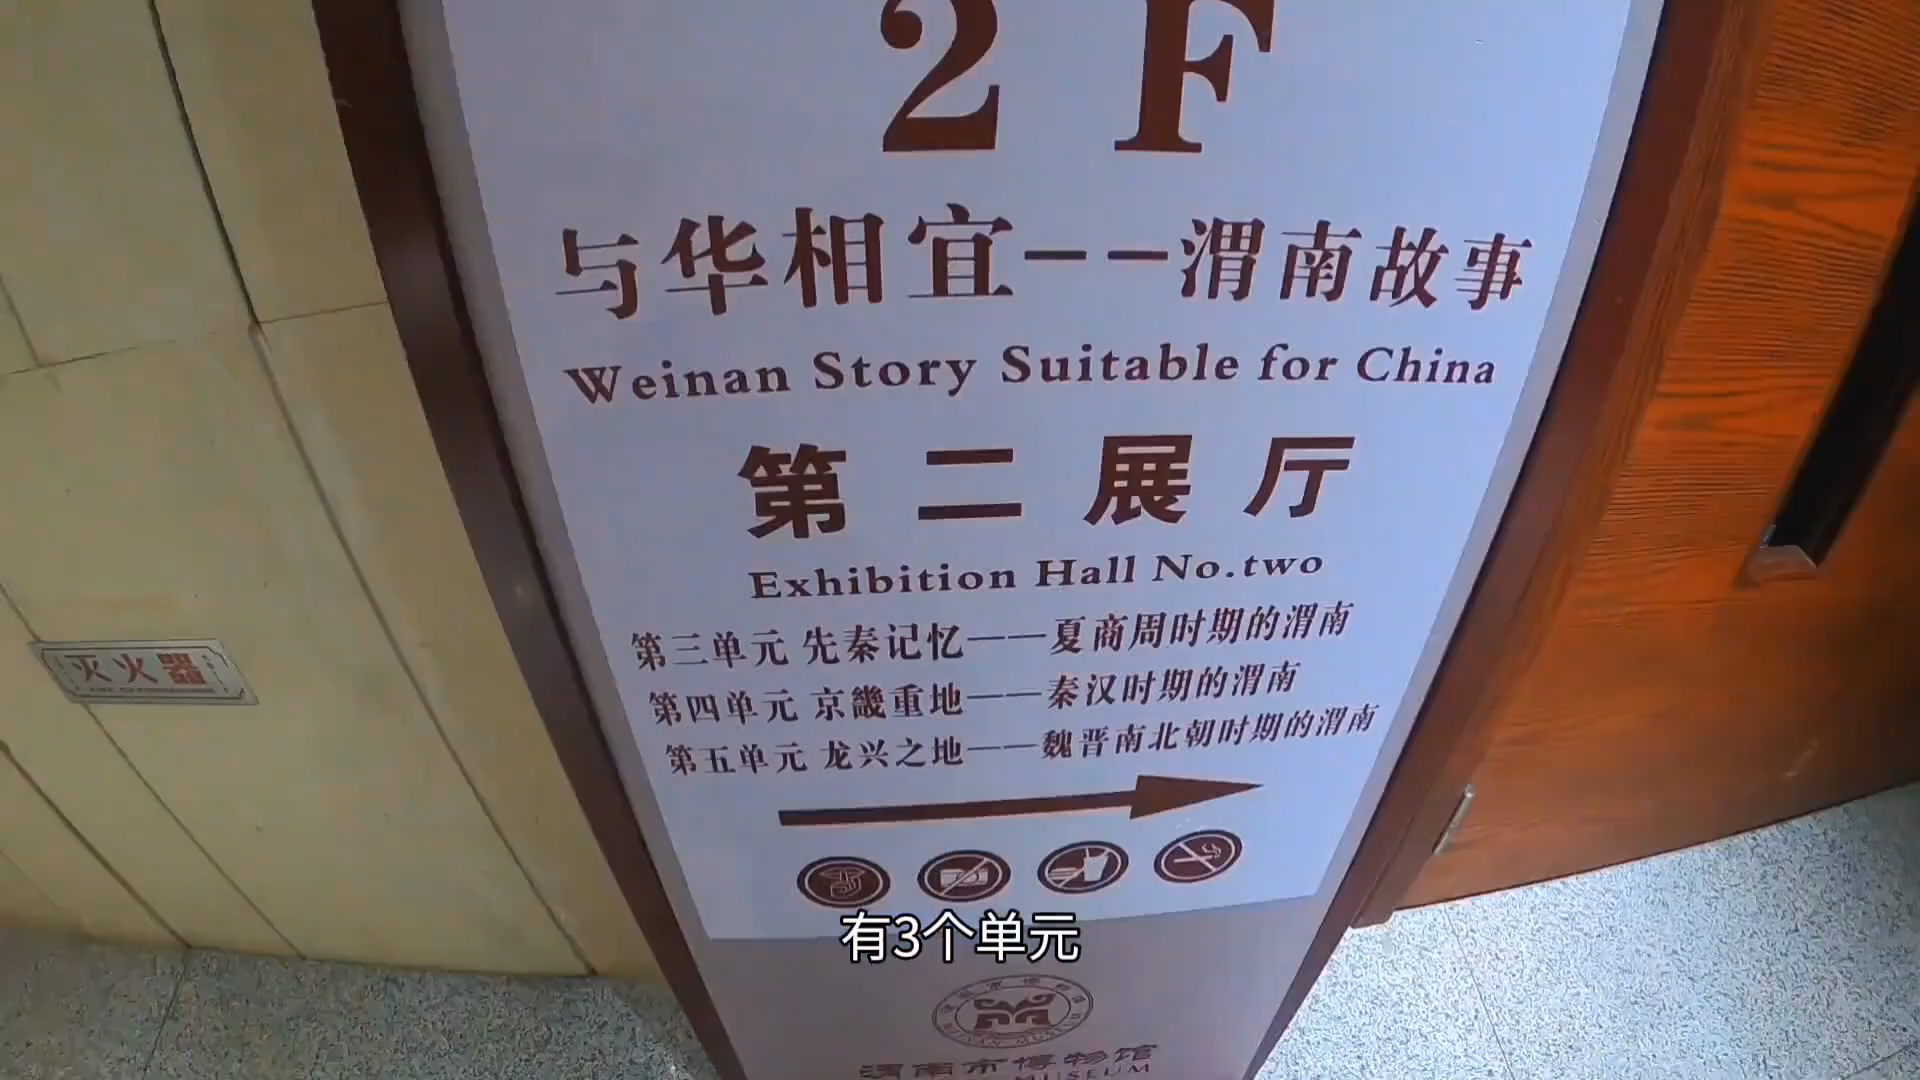 2F
与华相宜--渭南故事
Weinan Story Suitable for China
第二展厅
Exhibition Hall No.two
第三单元 先秦记忆——夏商周时期的渭南
第四单元 京畿重地——秦汉时期的渭南
第五单元 龙兴之地——魏晋南北朝时期的渭南
灭火器
有3个单元
渭南市博物馆
MUSEUM